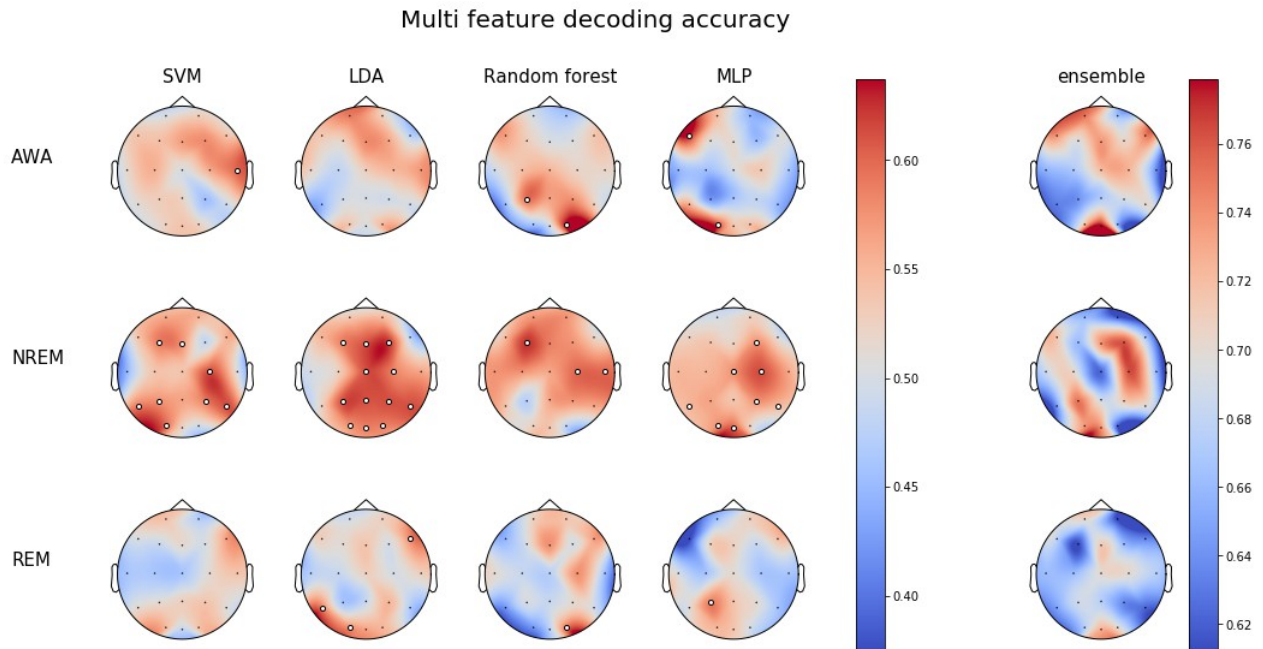 Multi feature decoding accuracy
SVM LDA Random forest MLP ensemble
AWA
NREM
REM
0.60
0.55
0.50
0.45
0.40
0.76
0.74
0.72
0.70
0.68
0.66
0.64
0.62